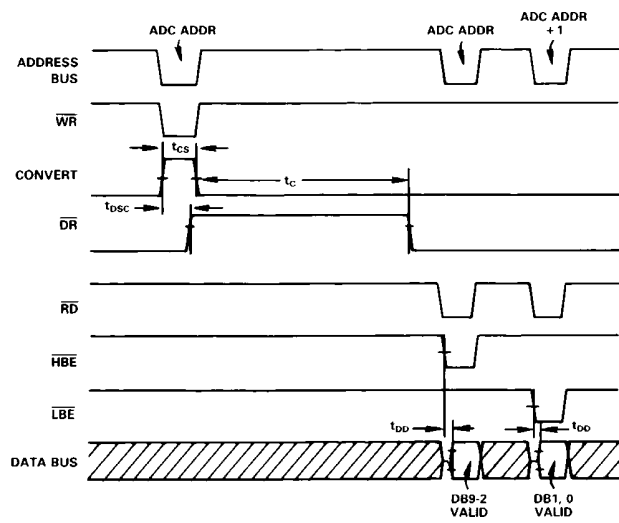 ADC ADDR
ADC ADDR
ADC ADDR
+ 1
ADDRESS
BUS
WR
tCS
CONVERT
tC
tDSC
DR
RD
HBE
LBE
tDD
tDD
DATA BUS
DB9-2
VALID
DB1, 0
VALID